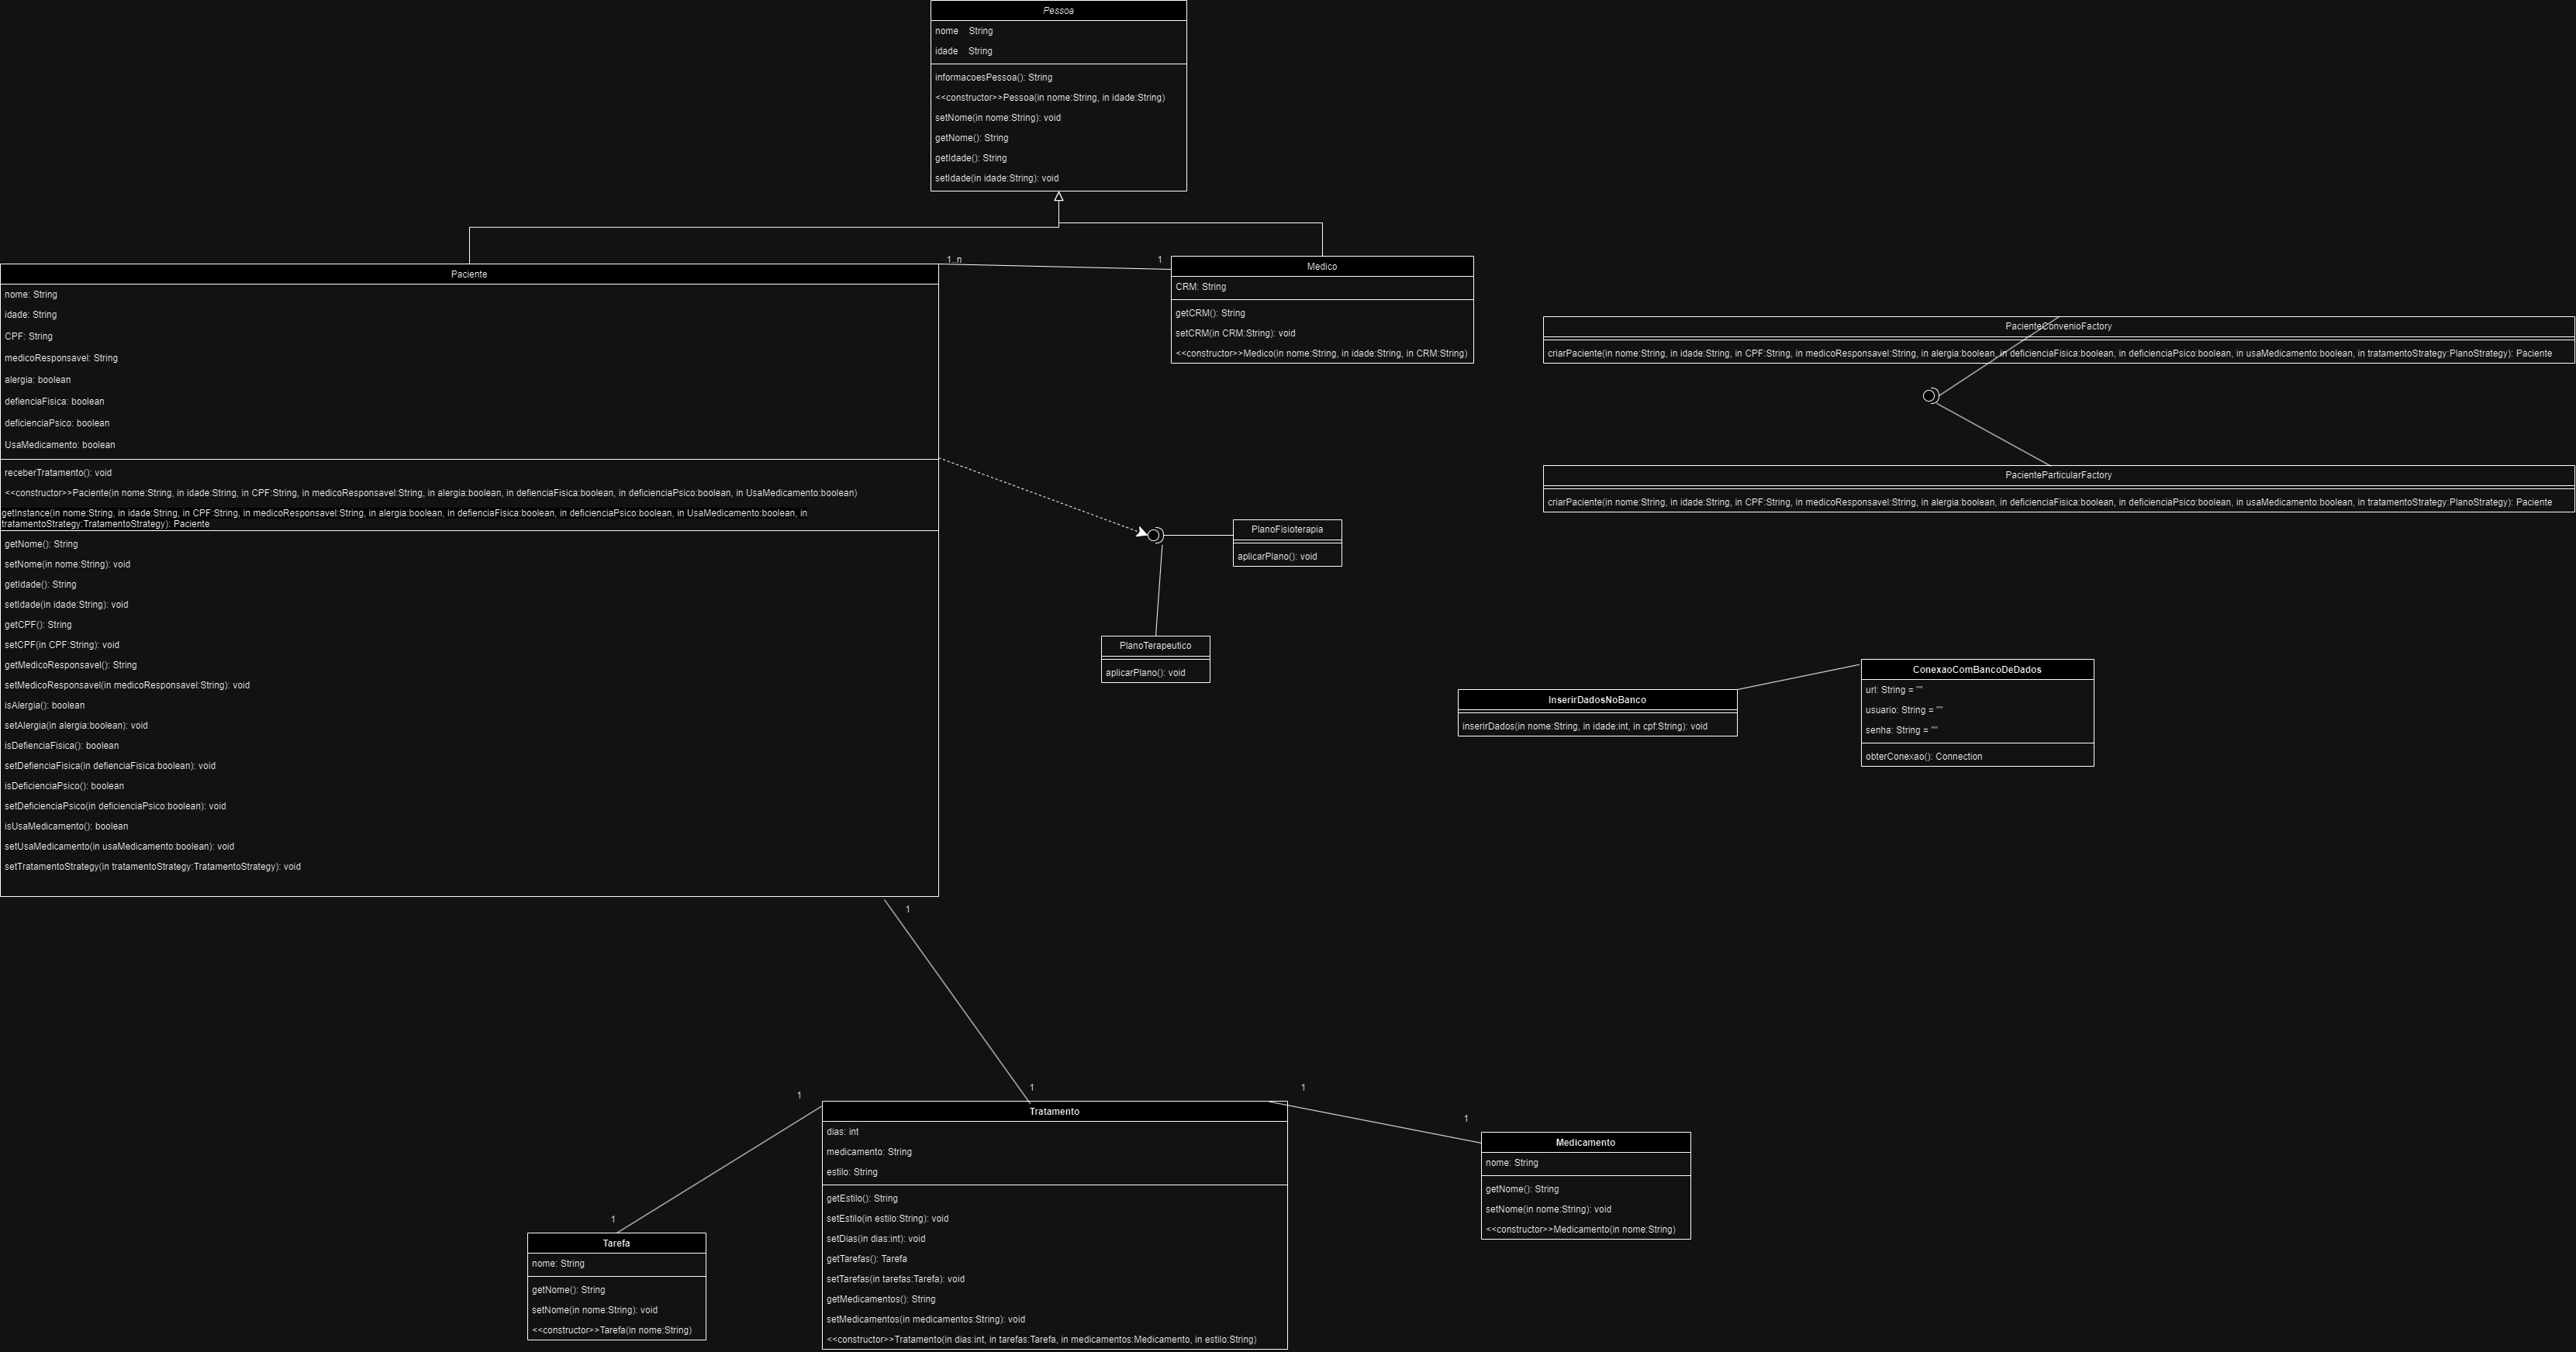 Pessoa
nome    String
idade    String
informacoesPessoa(): String
<<constructor>>Pessoa(in nome:String, in idade:String)
setNome(in nome:String): void
getNome(): String
getIdade(): String
setIdade(in idade:String): void
1..n
1
Paciente
nome: String
idade: String
CPF: String
medicoResponsavel: String
alergia: boolean
defienciaFisica: boolean
deficienciaPsico: boolean
UsaMedicamento: boolean
receberTratamento(): void
<<constructor>>Paciente(in nome:String, in idade:String, in CPF:String, in medicoResponsavel:String, in alergia:boolean, in defienciaFisica:boolean, in deficienciaPsico:boolean, in UsaMedicamento:boolean)
getInstance(in nome:String, in idade:String, in CPF:String, in medicoResponsavel:String, in alergia:boolean, in defienciaFisica:boolean, in deficienciaPsico:boolean, in UsaMedicamento:boolean, in
tratamentoStrategy:TratamentoStrategy): Paciente
getNome(): String
setNome(in nome:String): void
getIdade(): String
setIdade(in idade:String): void
getCPF(): String
setCPF(in CPF:String): void
getMedicoResponsavel(): String
setMedicoResponsavel(in medicoResponsavel:String): void
isAlergia(): boolean
setAlergia(in alergia:boolean): void
isDefienciaFisica(): boolean
setDefienciaFisica(in defienciaFisica:boolean): void
isDeficienciaPsico(): boolean
setDeficienciaPsico(in deficienciaPsico:boolean): void
isUsaMedicamento(): boolean
setUsaMedicamento(in usaMedicamento:boolean): void
setTratamentoStrategy(in tratamentoStrategy:TratamentoStrategy): void
Medico
CRM: String
getCRM(): String
setCRM(in CRM:String): void
<<constructor>>Medico(in nome:String, in idade:String, in CRM:String)
PacienteConvenioFactory
criarPaciente(in nome:String, in idade:String, in CPF:String, in medicoResponsavel:String, in alergia:boolean, in deficienciaFisica:boolean, in deficienciaPsico:boolean, in usaMedicamento:boolean, in tratamentoStrategy:PlanoStrategy): Paciente
PacienteParticularFactory
criarPaciente(in nome:String, in idade:String, in CPF:String, in medicoResponsavel:String, in alergia:boolean, in deficienciaFisica:boolean, in deficienciaPsico:boolean, in usaMedicamento:boolean, in tratamentoStrategy:PlanoStrategy): Paciente
PlanoFisioterapia
aplicarPlano(): void
PlanoTerapeutico
aplicarPlano(): void
InserirDadosNoBanco
inserirDados(in nome:String, in idade:int, in cpf:String): void
ConexaoComBancoDeDados
url: String = ""
usuario: String = ""
senha: String = ""
obterConexao(): Connection
1
1
1
1
1
1
Tratamento
dias: int
medicamento: String
estilo: String
getEstilo(): String
setEstilo(in estilo:String): void
setDias(in dias:int): void
getTarefas(): Tarefa
setTarefas(in tarefas:Tarefa): void
getMedicamentos(): String
setMedicamentos(in medicamentos:String): void
<<constructor>>Tratamento(in dias:int, in tarefas:Tarefa, in medicamentos:Medicamento, in estilo:String)
Medicamento
nome: String
getNome(): String
setNome(in nome:String): void
<<constructor>>Medicamento(in nome:String)
Tarefa
nome: String
getNome(): String
setNome(in nome:String): void
<<constructor>>Tarefa(in nome:String)